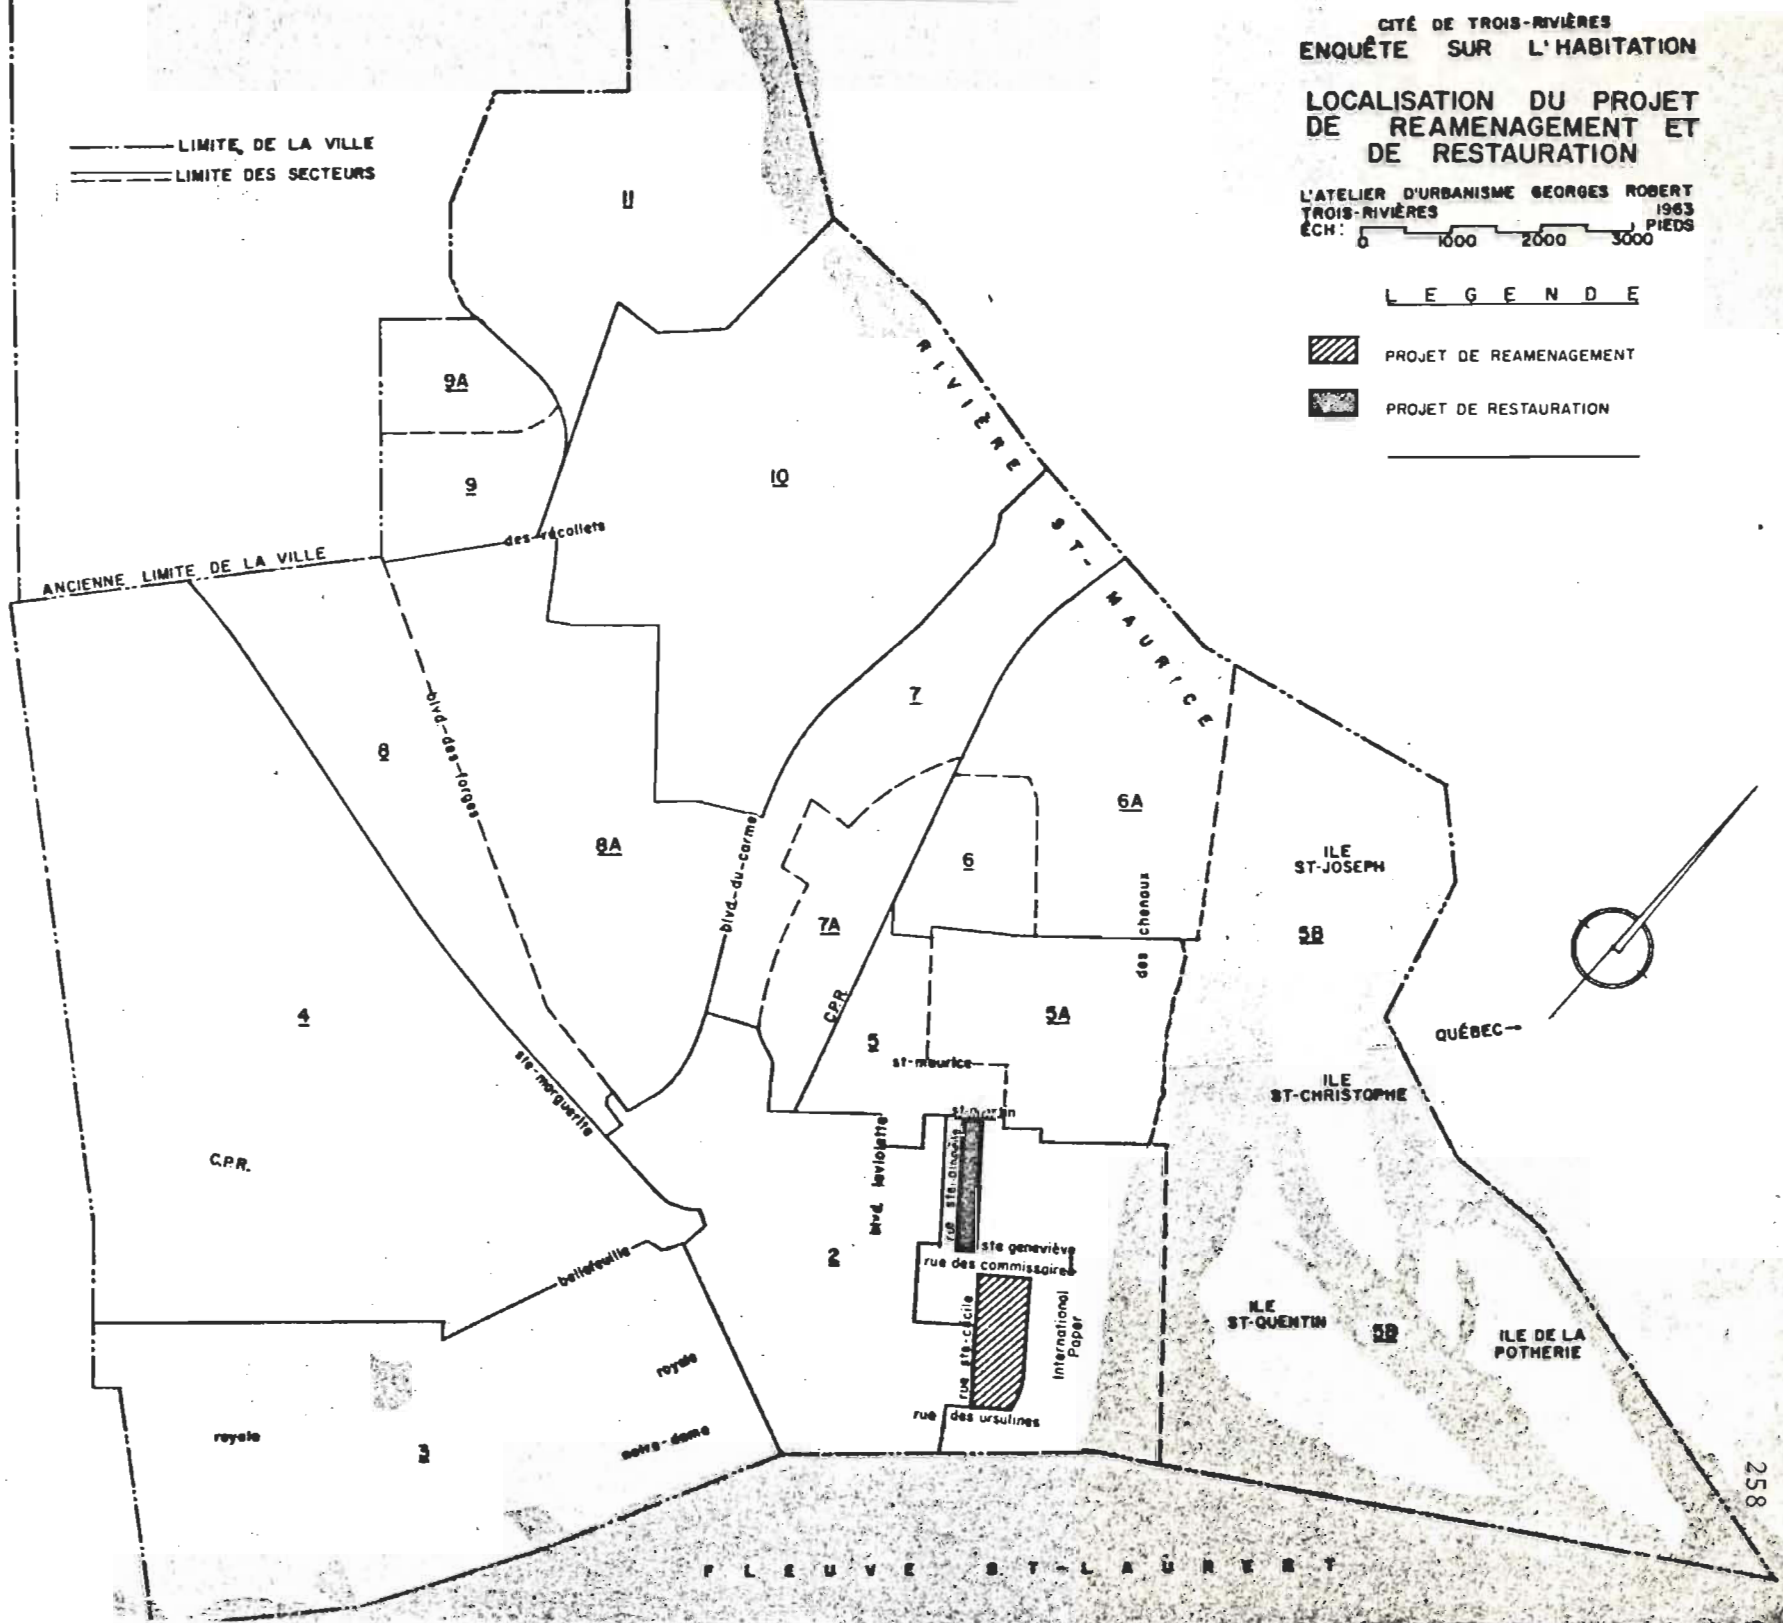 CITÉ DE TROIS-RIVIÈRES
ENQUÊTE SUR L'HABITATION
LOCALISATION DU PROJET
DE REAMENAGEMENT ET
DE RESTAURATION
L'ATELIER D'URBANISME GEORGES ROBERT
TROIS-RIVIÈRES 1963
ÉCH: 0 1000 2000 3000 PIEDS
LEGENDE
PROJET DE REAMENAGEMENT
PROJET DE RESTAURATION
LIMITE DE LA VILLE
LIMITE DES SECTEURS
11
9A
9
10
RIVIÈRE ST-MAURICE
des récollets
ANCIENNE LIMITE DE LA VILLE
8
blvd-des-forges
7
8A
blvd-du-carmel
6A
6
7A
des chenaux
ILE
ST-JOSEPH
5B
4
C.P.R.
5
5A
st-maurice
QUÉBEC
ste-marguerite
ILE
ST-CHRISTOPHE
C.P.R.
blvd. laviolette
2
ste geneviève
rue des commissaires
bellefeuille
rue ste-cécile
International
Paper
ILE
ST-QUENTIN
5B
ILE DE LA
POTHERIE
royale
rue des ursulines
royale
3
notre-dame
258
FLEUVE ST-LAURENT